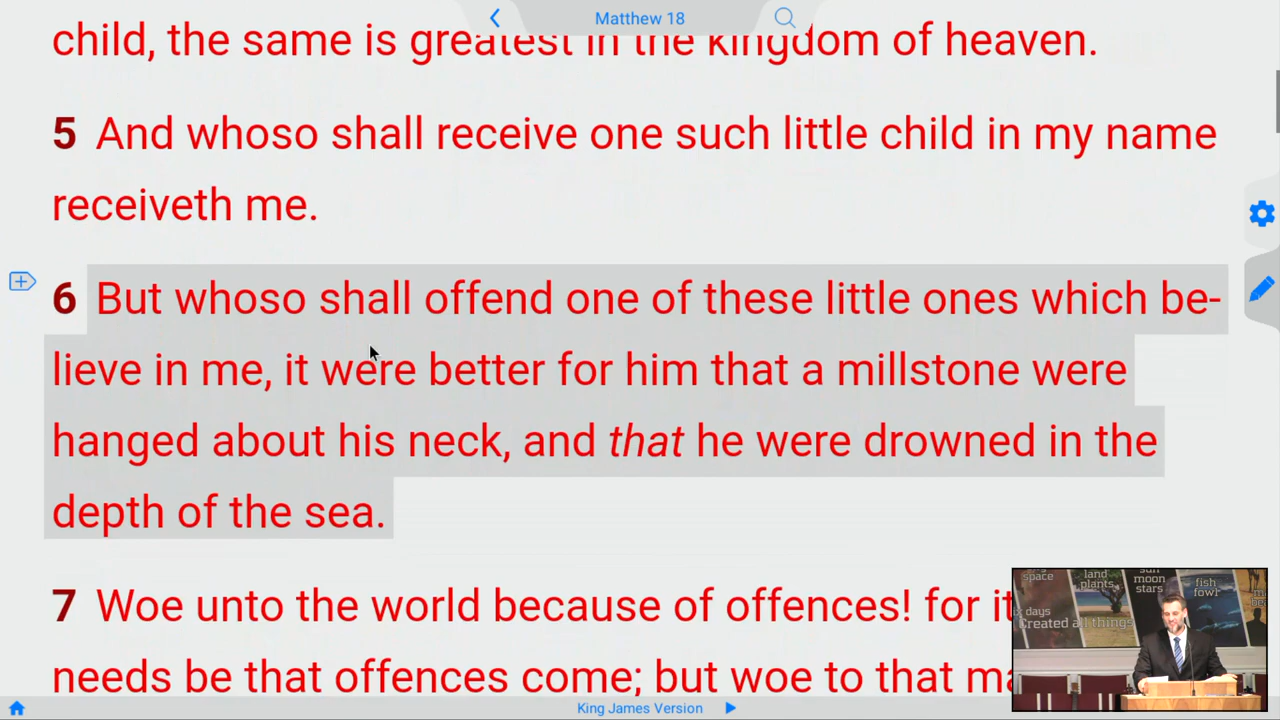 Matthew 18
child, the same is greatest in the kingdom of heaven.
5 And whoso shall receive one such little child in my name
receiveth me.
6 But whoso shall offend one of these little ones which be-
lieve in me, it were better for him that a millstone were
hanged about his neck, and that he were drowned in the
depth of the sea.
7 Woe unto the world because of offences! for it
needs be that offences come; but woe to that ma
space
land
plants
sun
moon
stars
fish
fowl
x days
Created all things
King James Version